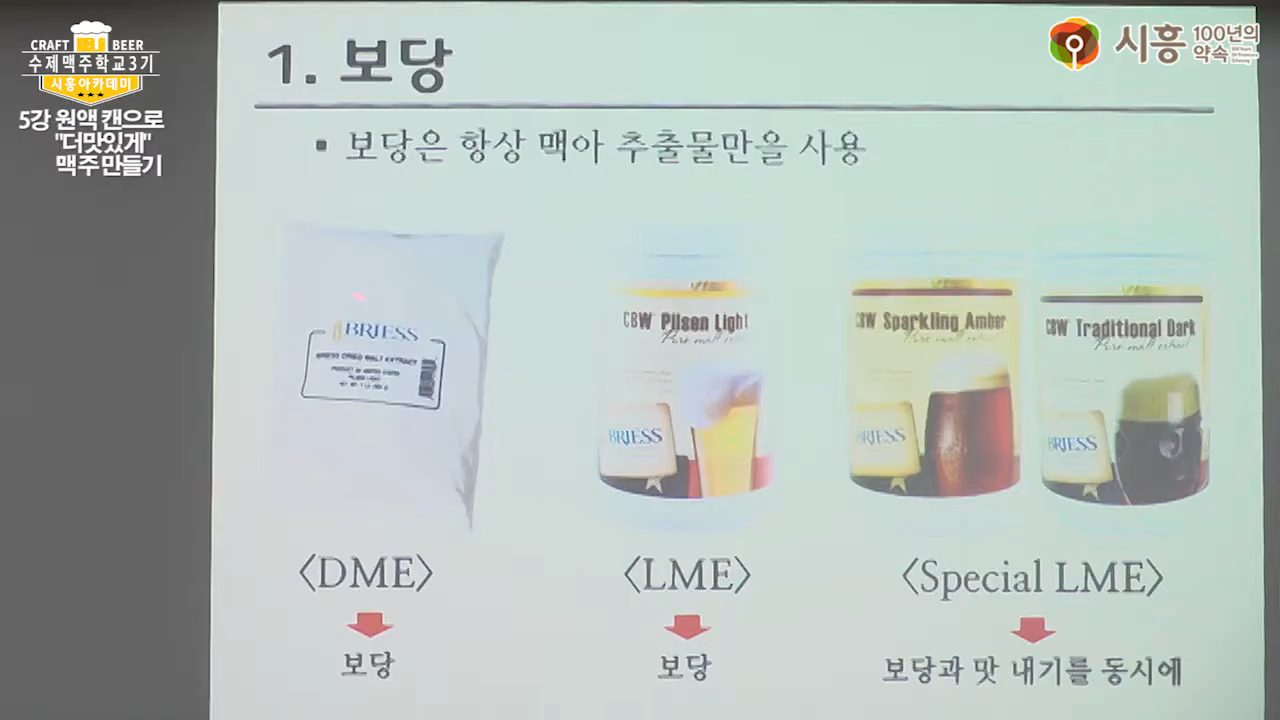 CRAFT BEER
수제맥주학교3기
시흥아카데미
5강 원액 캔으로
"더맛있게"
맥주만들기
시흥 100년의 약속
1. 보당
▪ 보당은 항상 맥아 추출물만을 사용
BRIESS
BRIESS DRIED MALT EXTRACT
CBW Pilsen Light
BRIESS
CBW Sparkling Amber
BRIESS
CBW Traditional Dark
BRIESS
〈DME〉
〈LME〉
〈Special LME〉
보당
보당
보당과 맛 내기를 동시에